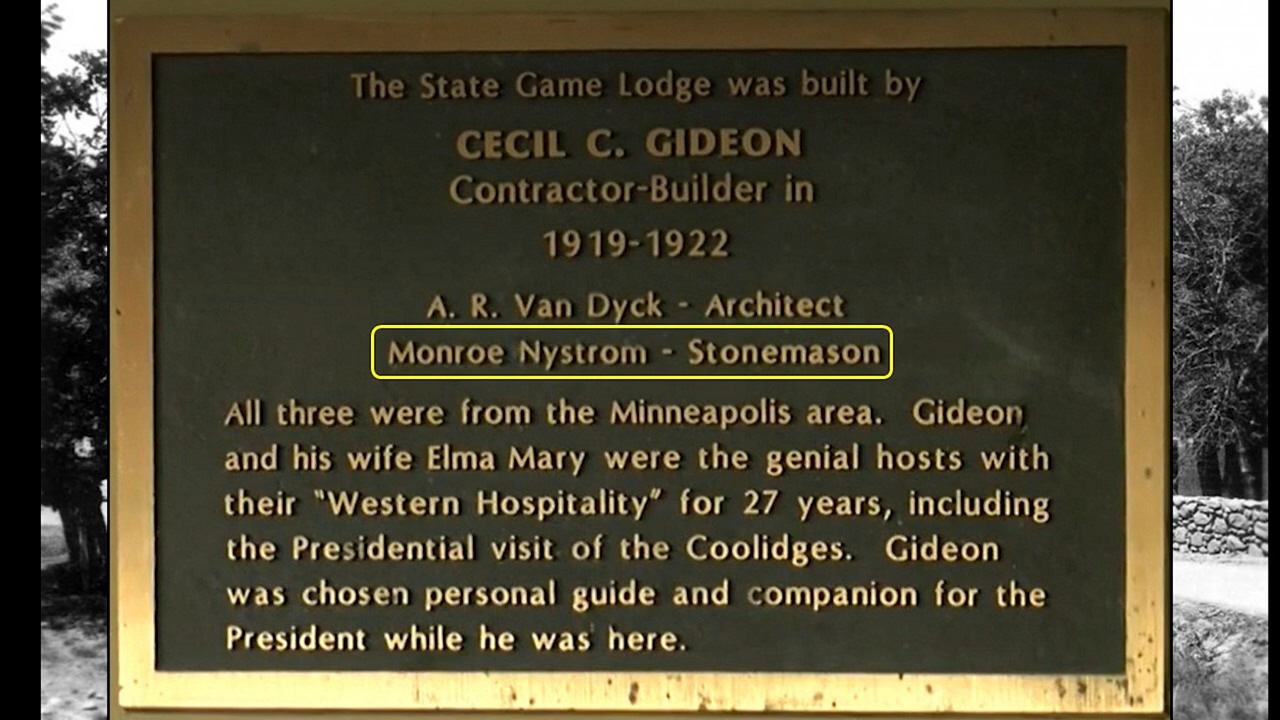 The State Game Lodge was built by
CECIL C. GIDEON
Contractor-Builder in
1919-1922
A. R. Van Dyck - Architect
Monroe Nystrom - Stonemason
All three were from the Minneapolis area. Gideon
and his wife Elma Mary were the genial hosts with
their "Western Hospitality" for 27 years, including
the Presidential visit of the Coolidges. Gideon
was chosen personal guide and companion for the
President while he was here.